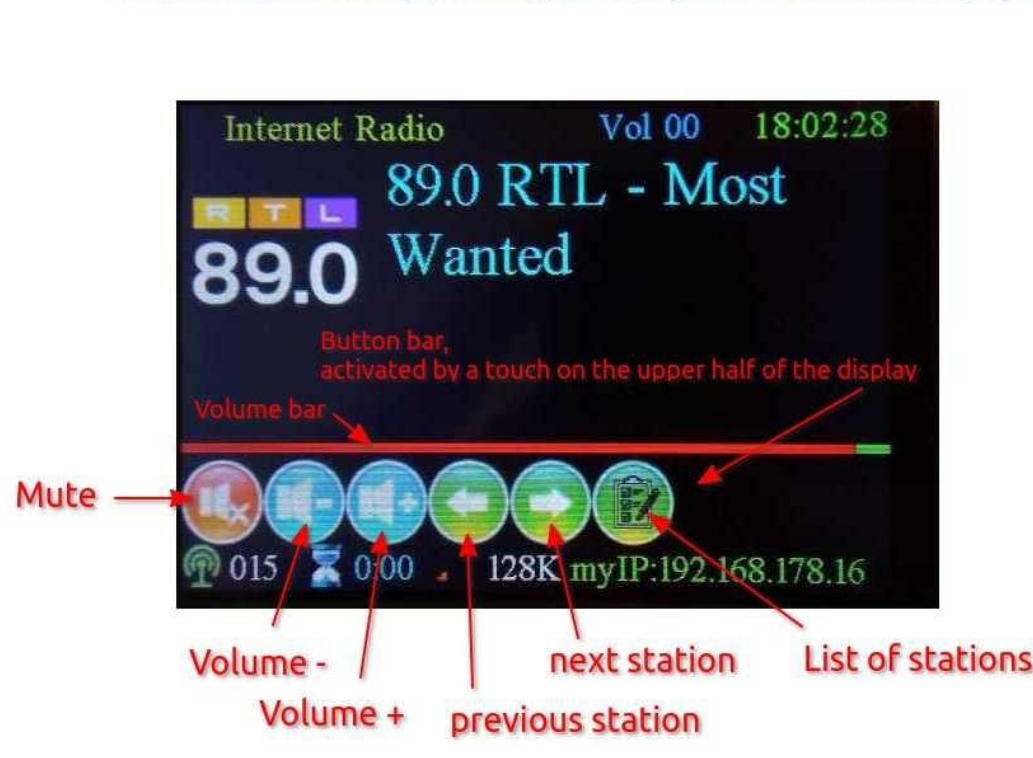 Internet Radio Vol 00 18:02:28
89.0 RTL - Most
Wanted
R T L
89.0
Button bar,
activated by a touch on the upper half of the display
Volume bar
Mute
015 0:00 128K myIP:192.168.178.16
Volume -
next station
List of stations
Volume +
previous station